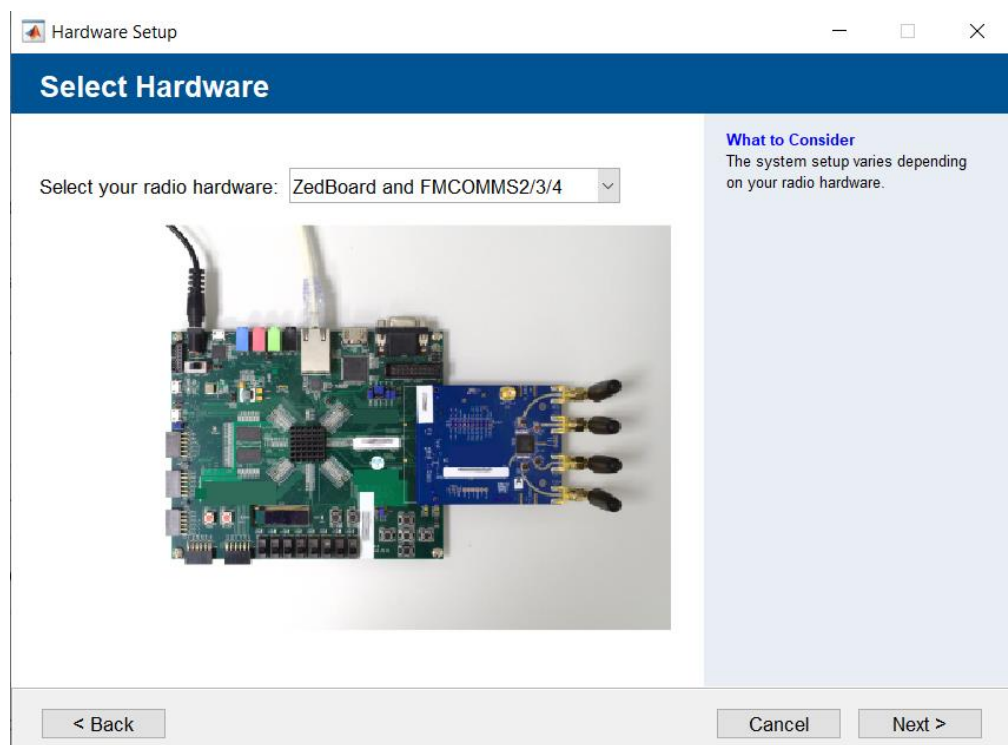 Hardware Setup
Select Hardware
Select your radio hardware: ZedBoard and FMCOMMS2/3/4
What to Consider
The system setup varies depending
on your radio hardware.
< Back
Cancel
Next >